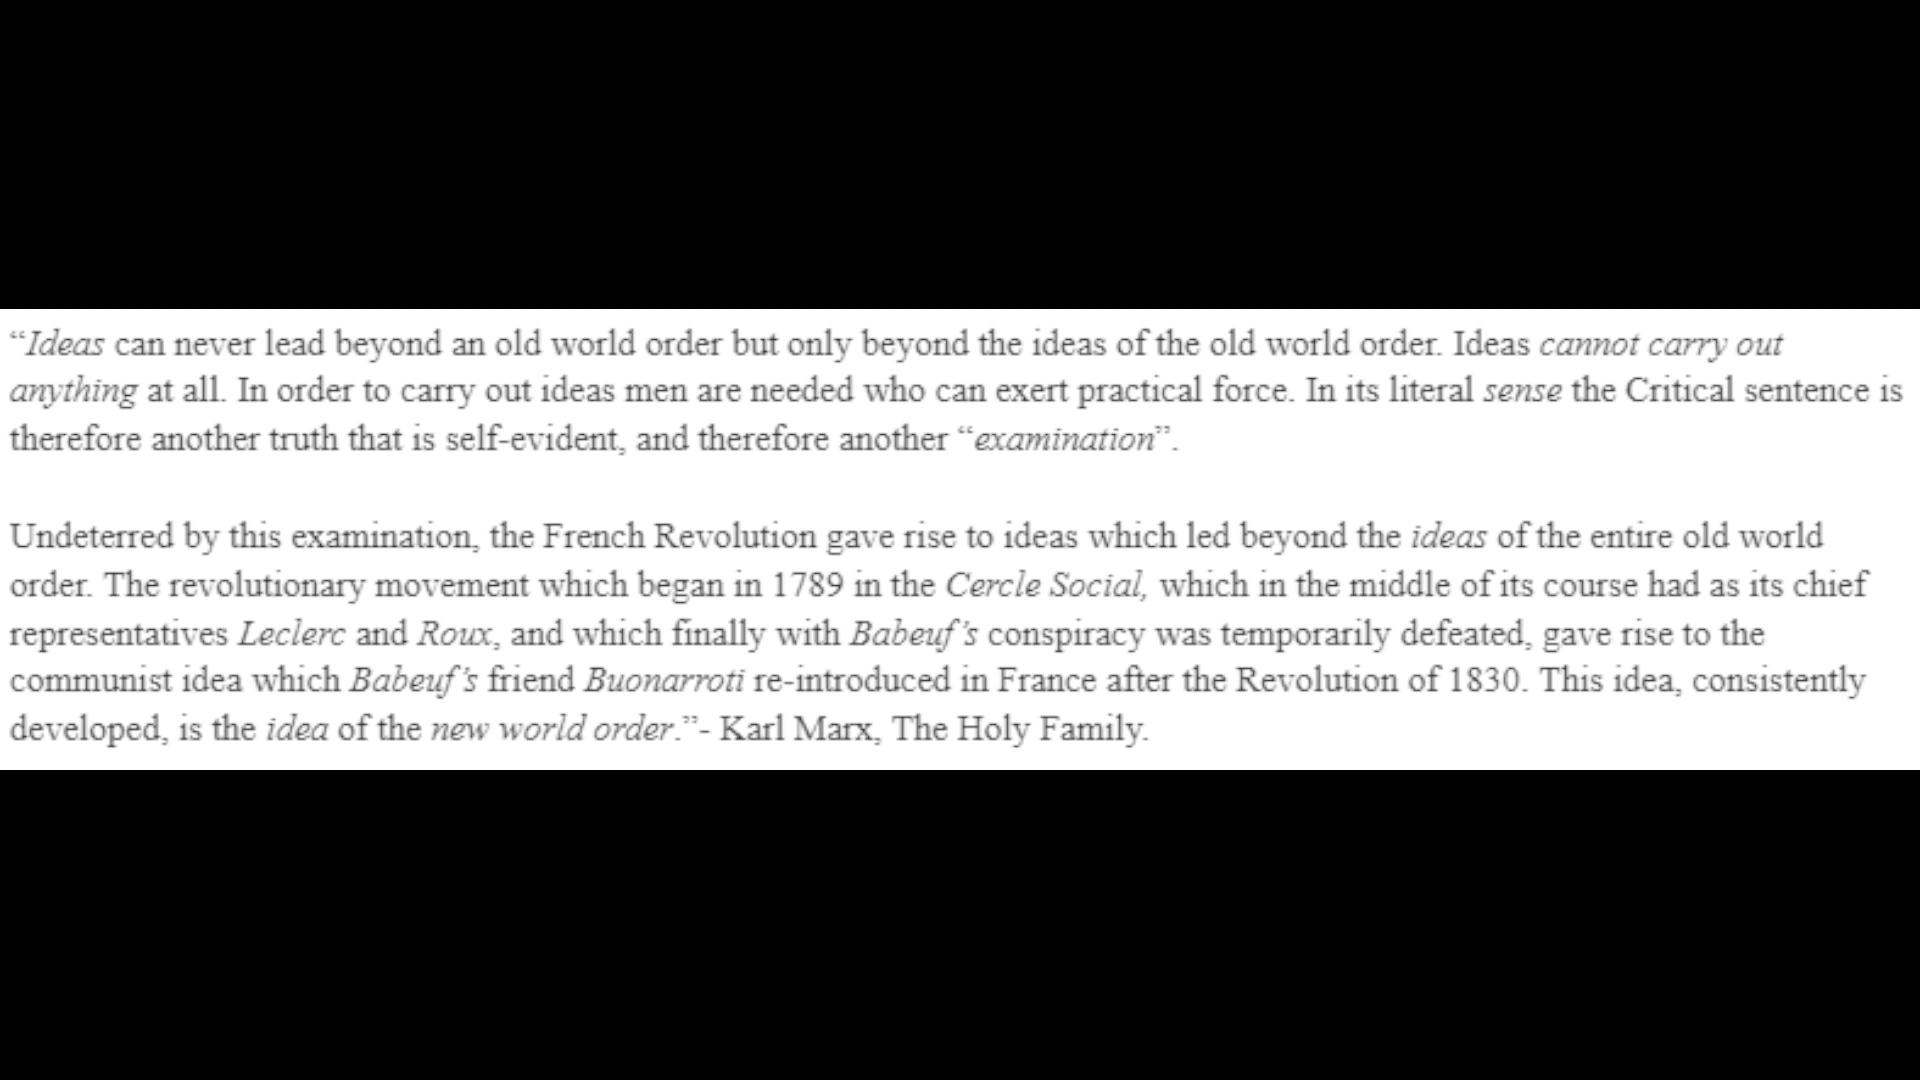 “Ideas can never lead beyond an old world order but only beyond the ideas of the old world order. Ideas cannot carry out
anything at all. In order to carry out ideas men are needed who can exert practical force. In its literal sense the Critical sentence is
therefore another truth that is self-evident, and therefore another “examination”.
Undeterred by this examination, the French Revolution gave rise to ideas which led beyond the ideas of the entire old world
order. The revolutionary movement which began in 1789 in the Cercle Social, which in the middle of its course had as its chief
representatives Leclerc and Roux, and which finally with Babeuf’s conspiracy was temporarily defeated, gave rise to the
communist idea which Babeuf’s friend Buonarroti re-introduced in France after the Revolution of 1830. This idea, consistently
developed, is the idea of the new world order.”- Karl Marx, The Holy Family.